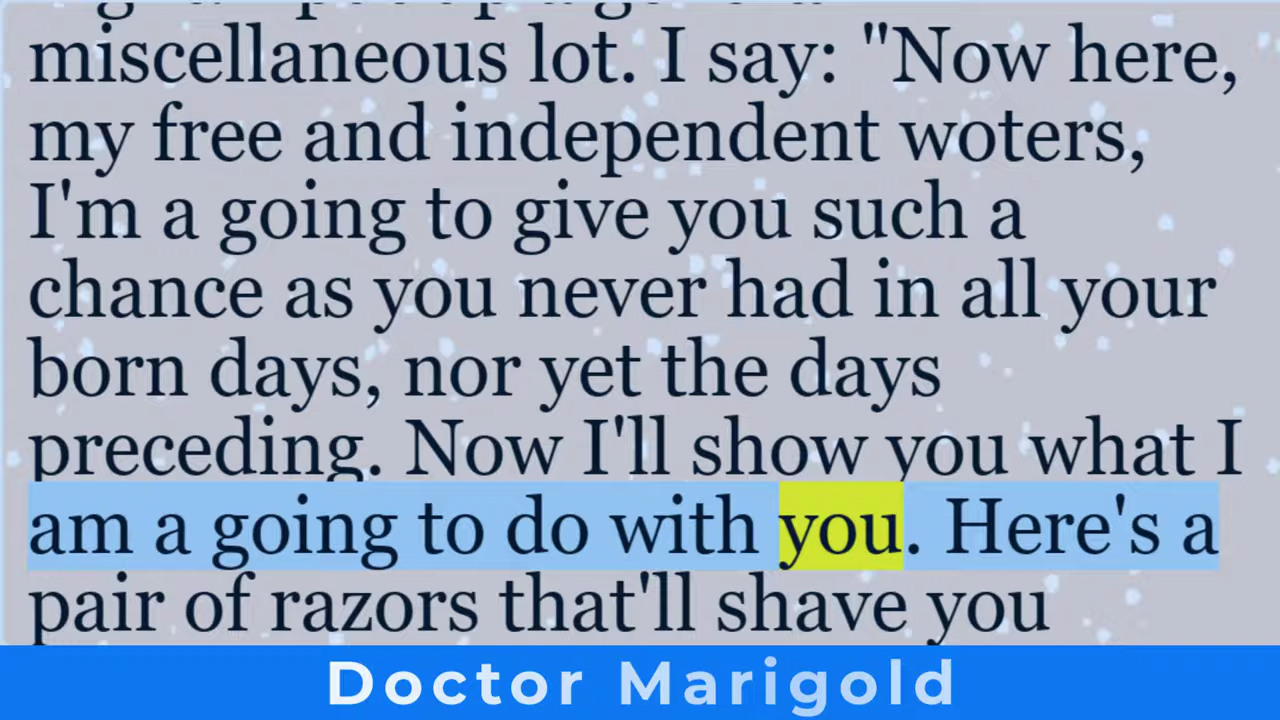 miscellaneous lot. I say: "Now here,
my free and independent woters,
I'm a going to give you such a
chance as you never had in all your
born days, nor yet the days
preceding. Now I'll show you what I
am a going to do with you. Here's a
pair of razors that'll shave you
Doctor Marigold